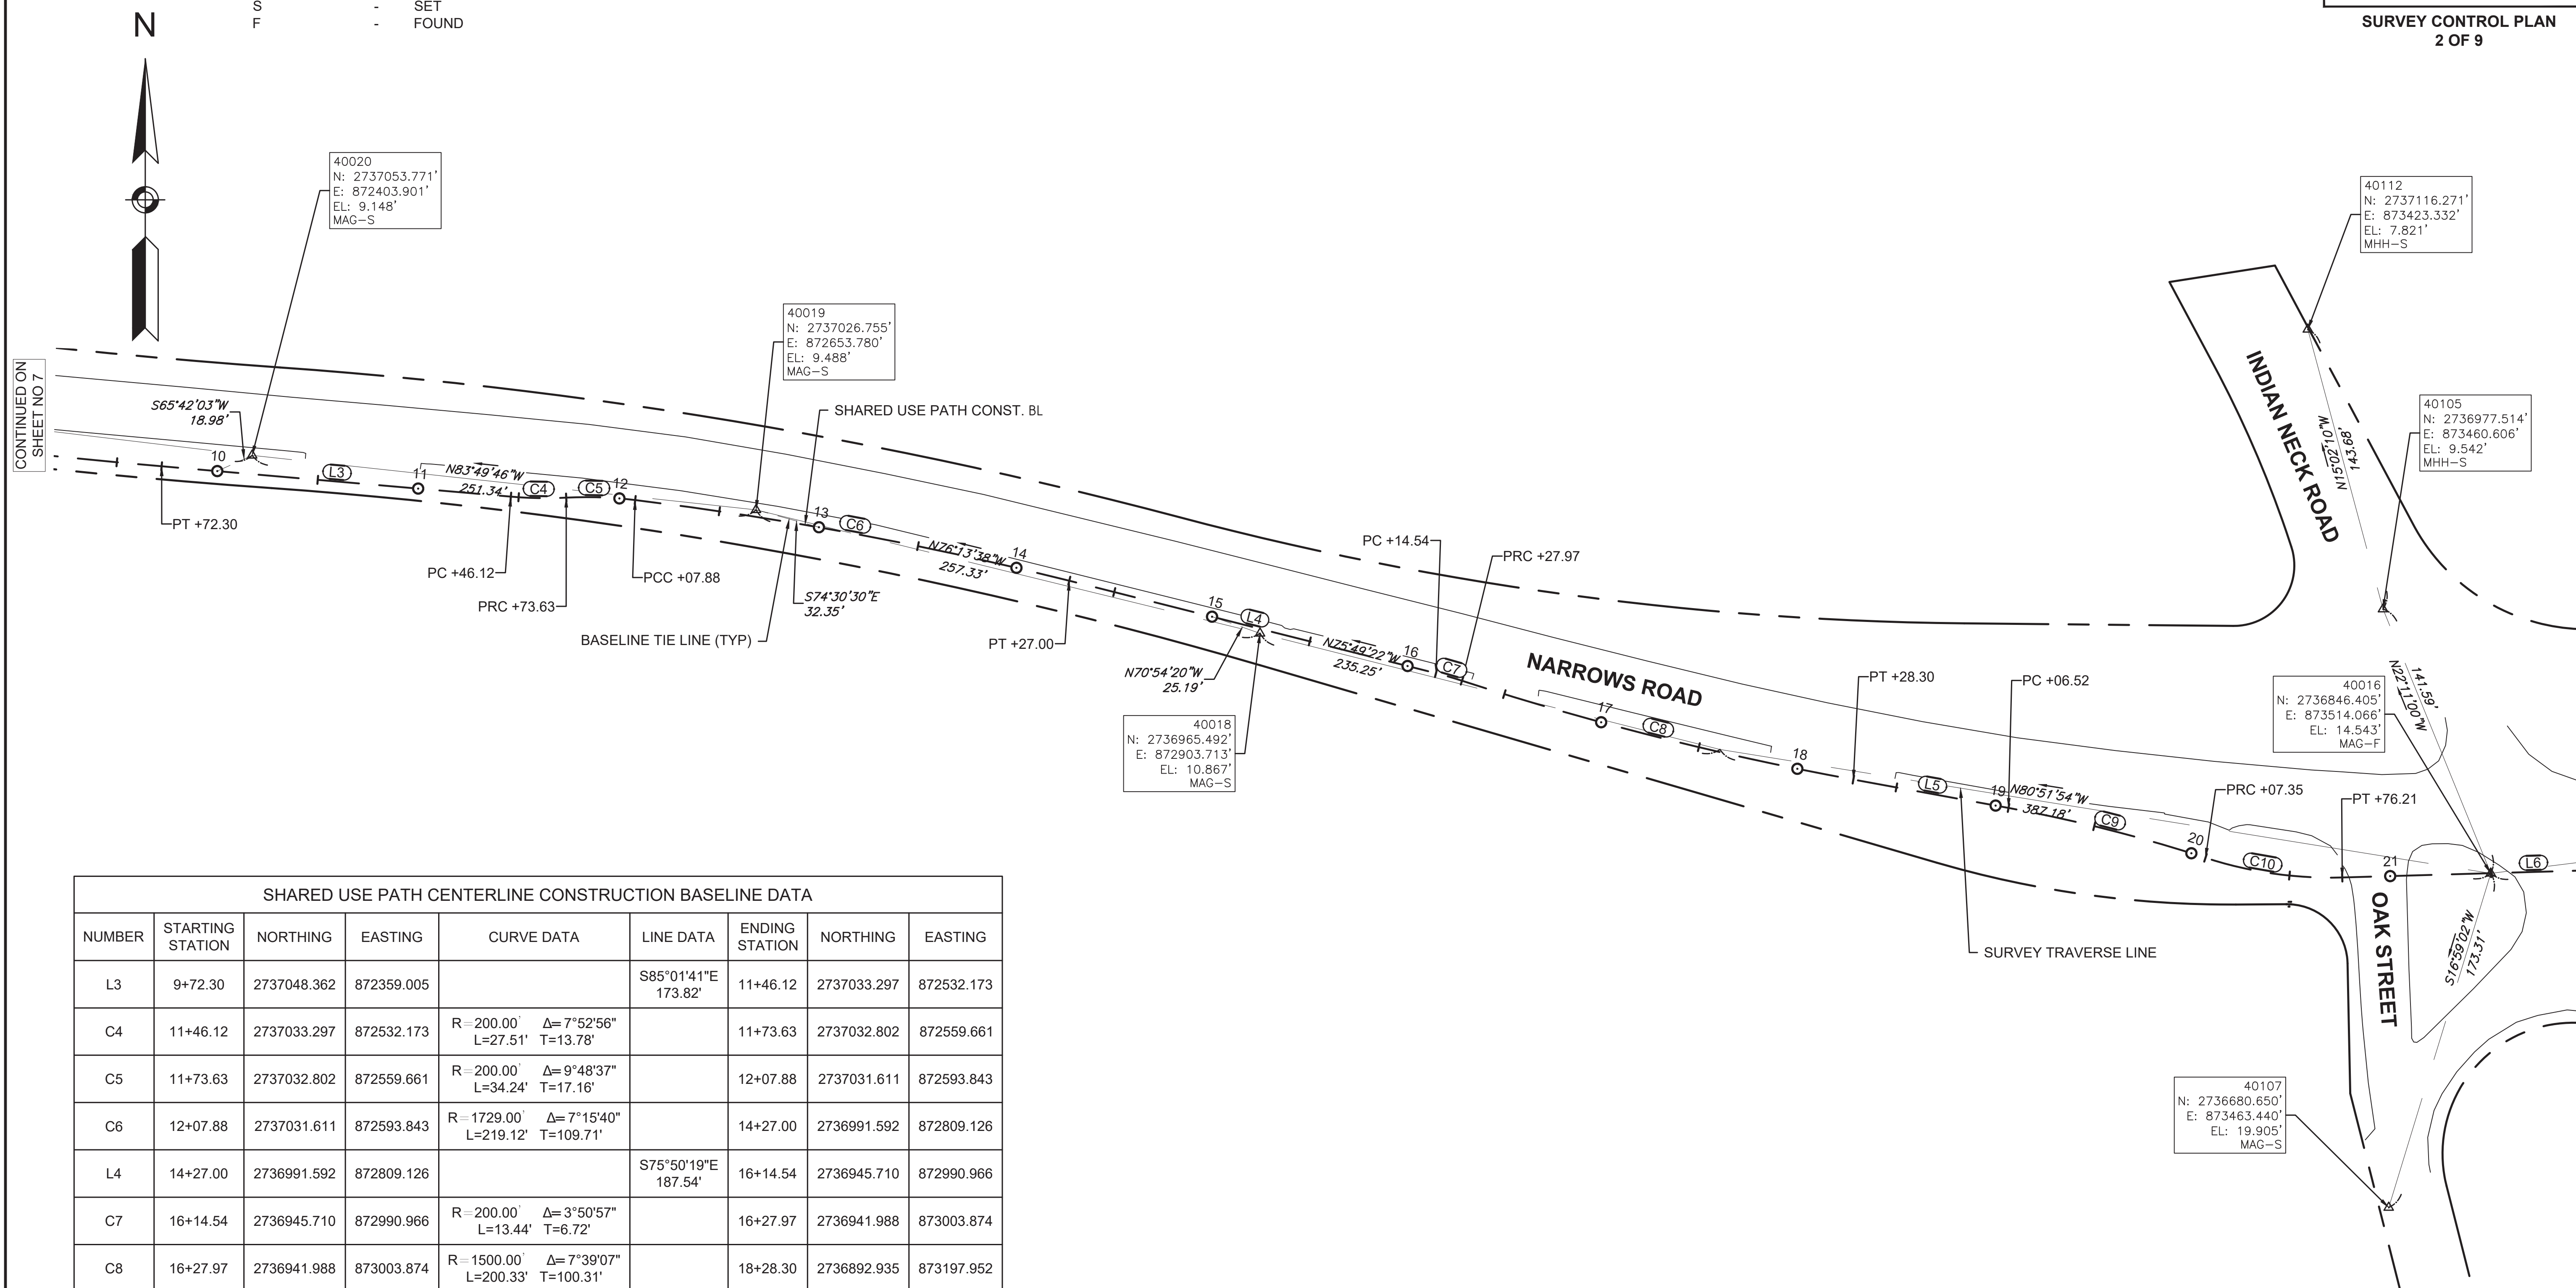 S - SET
F - FOUND
SURVEY CONTROL PLAN
2 OF 9
N
40020
N: 2737053.771'
E: 872403.901'
EL: 9.148'
MAG-S
40112
N: 2737116.271'
E: 873423.332'
EL: 7.821'
MHH-S
40019
N: 2737026.755'
E: 872653.780'
EL: 9.488'
MAG-S
CONTINUED ON
SHEET NO 7
S65°42'03"W
18.98'
SHARED USE PATH CONST. BL
INDIAN NECK ROAD
N15°02'10"W
143.68'
40105
N: 2736977.514'
E: 873460.606'
EL: 9.542'
MHH-S
10
L3
11
N83°49'46"W
251.34'
C4
C5
12
13
C6
PT +72.30
PC +46.12
PRC +73.63
PCC +07.88
N76°13'38"W
257.33'
14
S74°30'30"E
32.35'
BASELINE TIE LINE (TYP)
PT +27.00
15
L4
N70°54'20"W
25.19'
N75°49'22"W
235.25'
16
C7
PC +14.54
PRC +27.97
NARROWS ROAD
40018
N: 2736965.492'
E: 872903.713'
EL: 10.867'
MAG-S
17
C8
18
PT +28.30
PC +06.52
L5
19
N80°51'54"W
387.18'
C9
20
PRC +07.35
C10
PT +76.21
21
L6
N22°11'00"W
141.59'
40016
N: 2736846.405'
E: 873514.066'
EL: 14.543'
MAG-F
SURVEY TRAVERSE LINE
OAK STREET
S16°59'02"W
173.31'
40107
N: 2736680.650'
E: 873463.440'
EL: 19.905'
MAG-S
SHARED USE PATH CENTERLINE CONSTRUCTION BASELINE DATA
NUMBER STARTING STATION NORTHING EASTING CURVE DATA LINE DATA ENDING STATION NORTHING EASTING
L3 9+72.30 2737048.362 872359.005 S85°01'41"E 173.82' 11+46.12 2737033.297 872532.173
C4 11+46.12 2737033.297 872532.173 R=200.00' Δ=7°52'56" L=27.51' T=13.78' 11+73.63 2737032.802 872559.661
C5 11+73.63 2737032.802 872559.661 R=200.00' Δ=9°48'37" L=34.24' T=17.16' 12+07.88 2737031.611 872593.843
C6 12+07.88 2737031.611 872593.843 R=1729.00' Δ=7°15'40" L=219.12' T=109.71' 14+27.00 2736991.592 872809.126
L4 14+27.00 2736991.592 872809.126 S75°50'19"E 187.54' 16+14.54 2736945.710 872990.966
C7 16+14.54 2736945.710 872990.966 R=200.00' Δ=3°50'57" L=13.44' T=6.72' 16+27.97 2736941.988 873003.874
C8 16+27.97 2736941.988 873003.874 R=1500.00' Δ=7°39'07" L=200.33' T=100.31' 18+28.30 2736892.935 873197.952